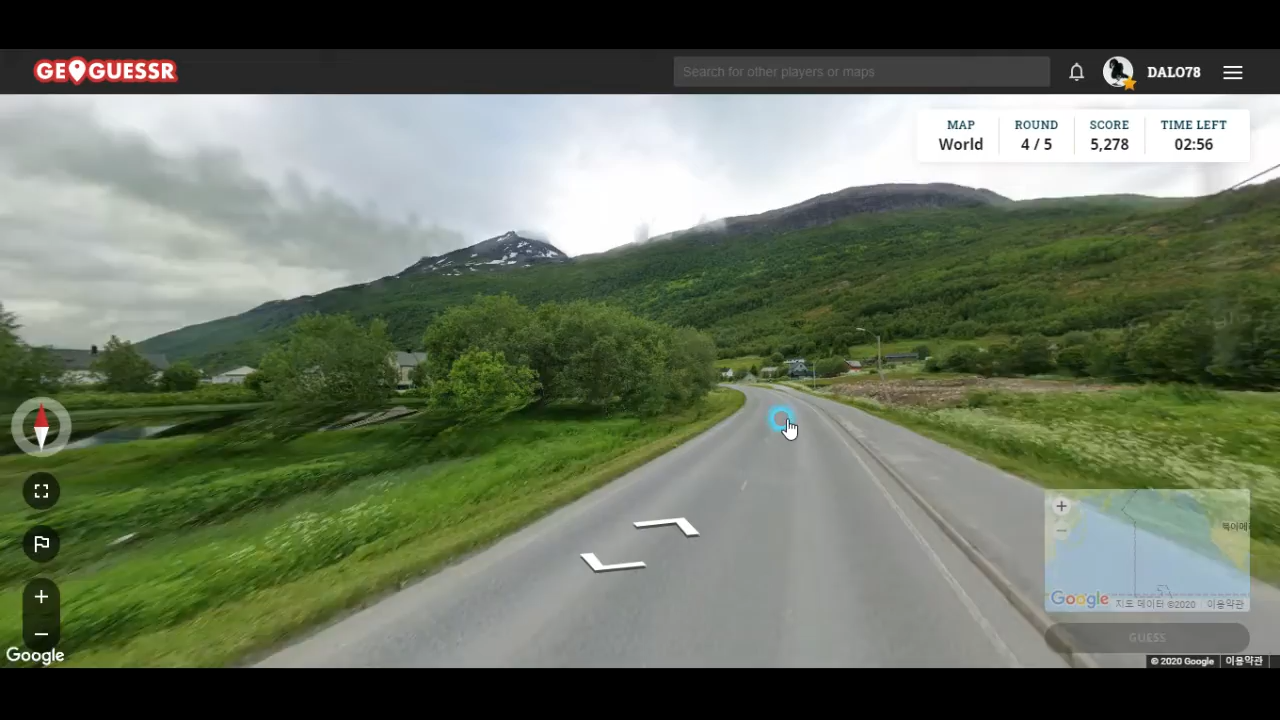 GEOGUESSR
Search for other players or maps
DALO78
MAP
World
ROUND
4 / 5
SCORE
5,278
TIME LEFT
02:56
Google
지도 데이터 ©2020
이용약관
GUESS
Google
© 2020 Google
이용약관